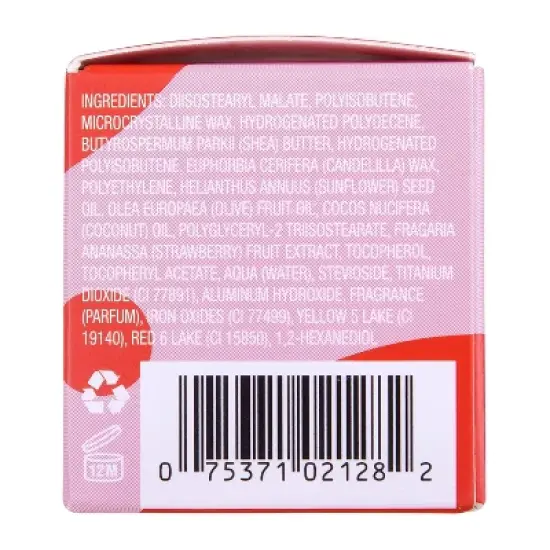 INGREDIENTS: DIISOSTEARYL MALATE, POLYISOBUTENE,
MICROCRYSTALLINE WAX, HYDROGENATED POLYDECENE,
BUTYROSPERMUM PARKII (SHEA) BUTTER, HYDROGENATED
POLYISOBUTENE, EUPHORBIA CERIFERA (CANDELILLA) WAX,
POLYETHYLENE, HELIANTHUS ANNUUS (SUNFLOWER) SEED
OIL, OLEA EUROPAEA (OLIVE) FRUIT OIL, COCOS NUCIFERA
(COCONUT) OIL, POLYGLYCERYL-2 TRIISOSTEARATE, FRAGARIA
ANANASSA (STRAWBERRY) FRUIT EXTRACT, TOCOPHEROL,
TOCOPHERYL ACETATE, AQUA (WATER), STEVIOSIDE, TITANIUM
DIOXIDE (CI 77891), ALUMINUM HYDROXIDE, FRAGRANCE
(PARFUM), IRON OXIDES (CI 77499), YELLOW 5 LAKE (CI
19140), RED 6 LAKE (CI 15850), 1,2-HEXANEDIOL
12M
0 75371 02128 2